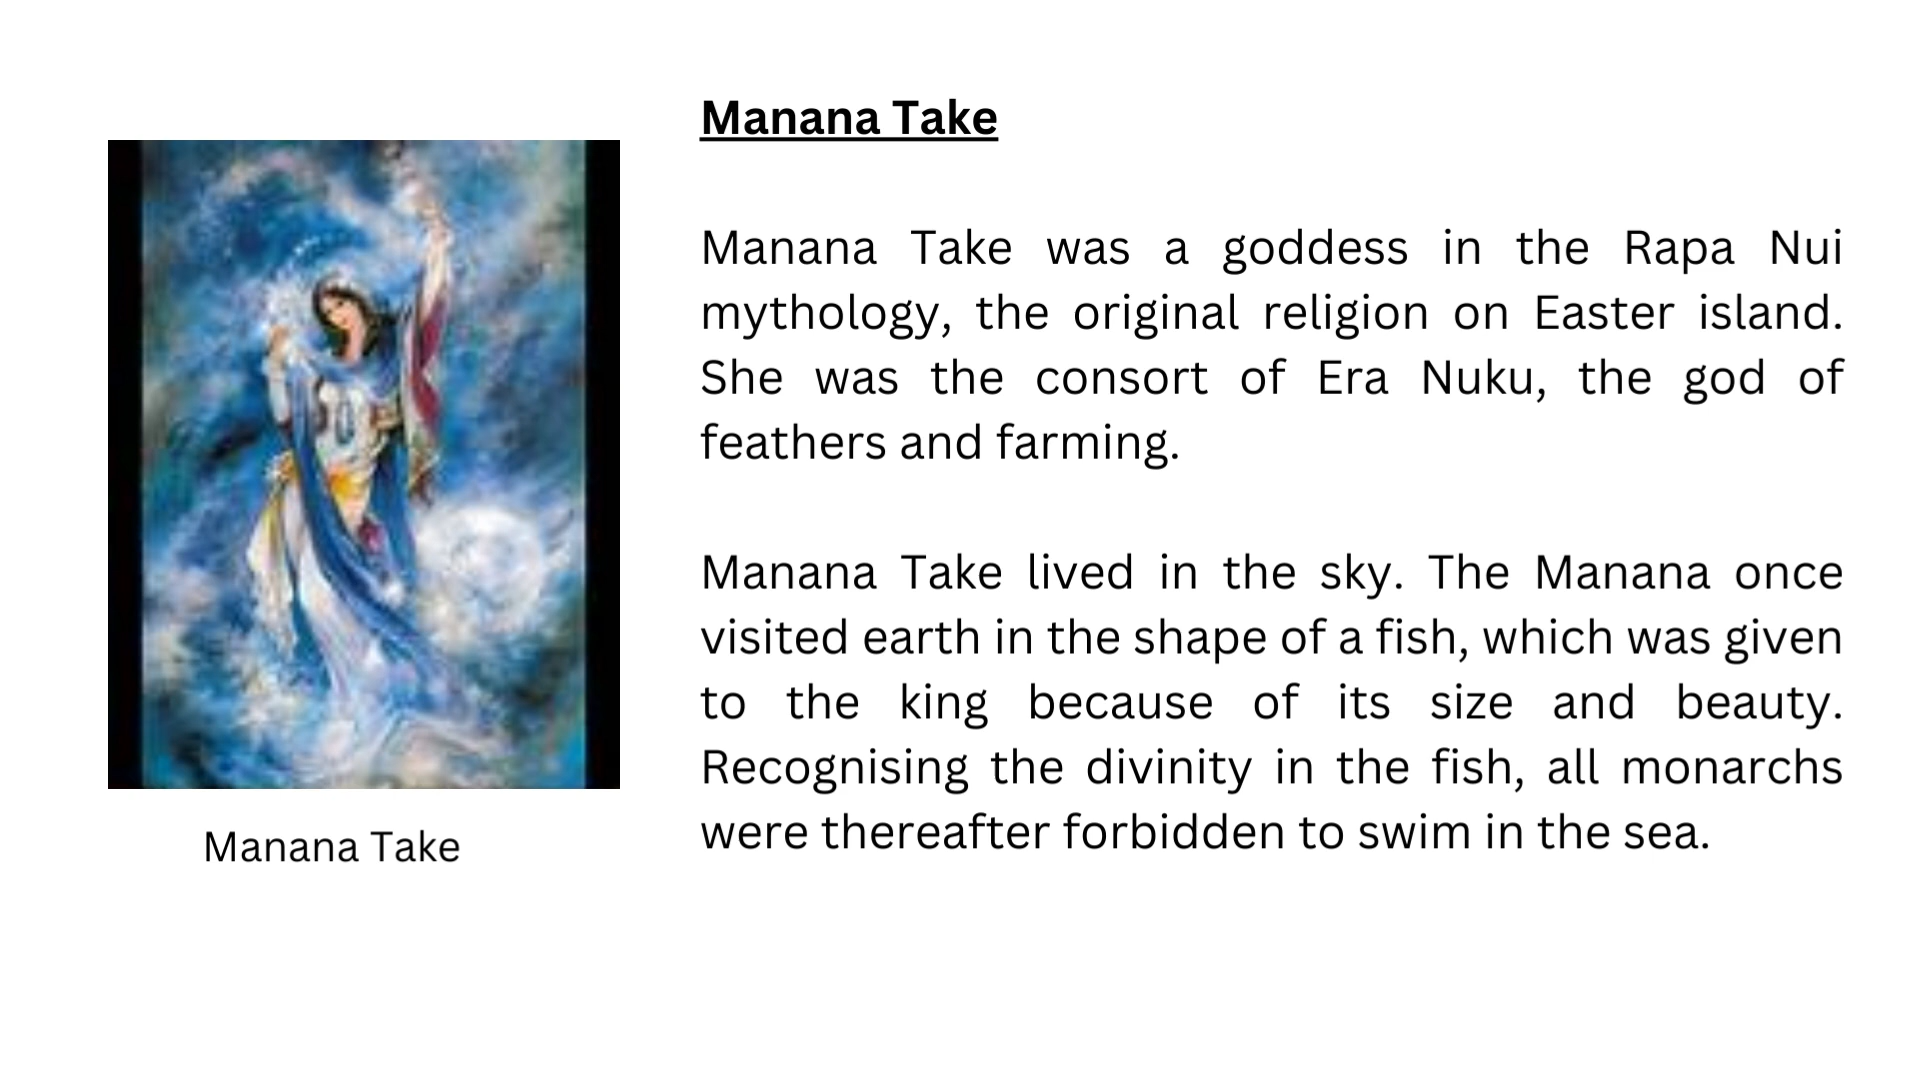 Manana Take
Manana Take was a goddess in the Rapa Nui
mythology, the original religion on Easter island.
She was the consort of Era Nuku, the god of
feathers and farming.
Manana Take lived in the sky. The Manana once
visited earth in the shape of a fish, which was given
to the king because of its size and beauty.
Recognising the divinity in the fish, all monarchs
were thereafter forbidden to swim in the sea.
Manana Take